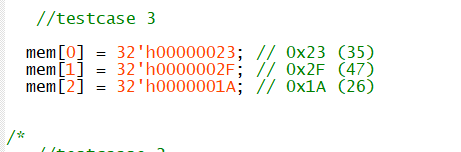 //testcase 3
mem[0] = 32'h00000023; // 0x23 (35)
mem[1] = 32'h0000002F; // 0x2F (47)
mem[2] = 32'h0000001A; // 0x1A (26)
/*